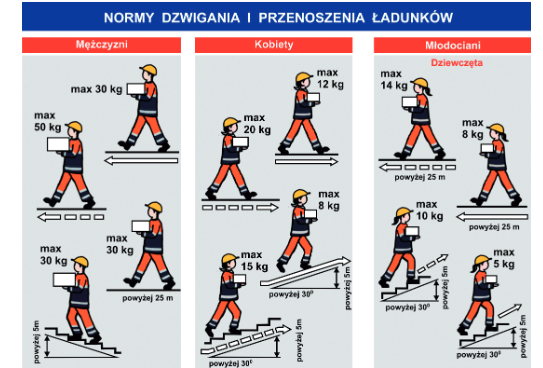 NORMY DZWIGANIA I PRZENOSZENIA ŁADUNKÓW
Mężczyzni
max 30 kg
max
50 kg
max
30 kg
max
30 kg
powyżej 25 m
powyżej 5m
Kobiety
max
12 kg
max
20 kg
max
8 kg
max
15 kg
powyżej 30⁰
powyżej 5m
powyżej 30⁰
powyżej 5m
Młodociani
Dziewczęta
max
14 kg
max
8 kg
powyżej 25 m
max
10 kg
powyżej 25 m
powyżej 30⁰
powyżej 5m
max
5 kg
powyżej 30⁰
powyżej 5m